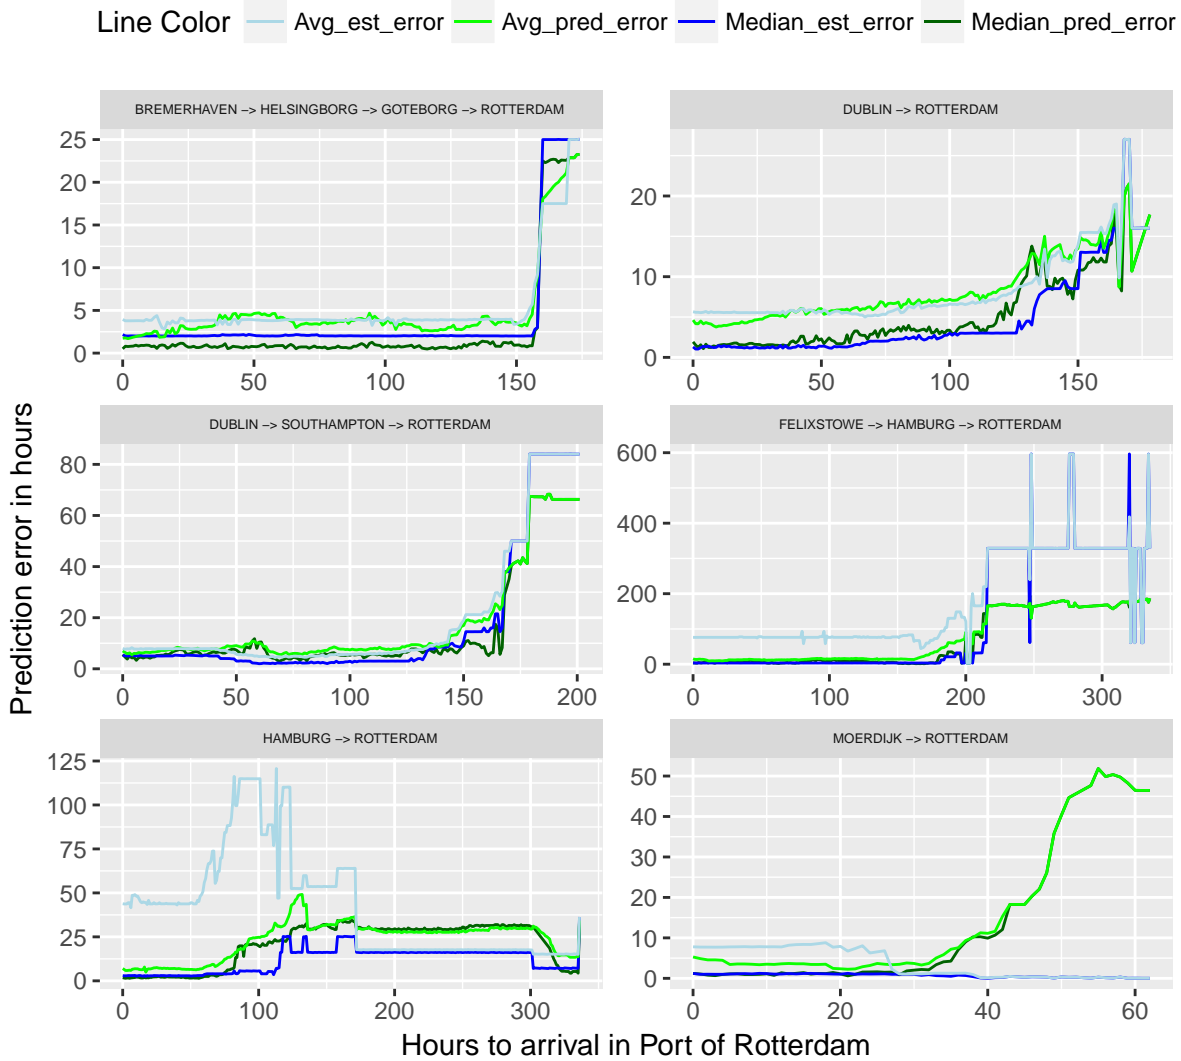 Line Color Avg_est_error Avg_pred_error Median_est_error Median_pred_error
BREMERHAVEN −> HELSINGBORG −> GOTEBORG −> ROTTERDAM
25
20
15
10
5
0
0 50 100 150
DUBLIN −> ROTTERDAM
20
10
0
0 50 100 150
DUBLIN −> SOUTHAMPTON −> ROTTERDAM
80
60
40
20
0
0 50 100 150 200
FELIXSTOWE −> HAMBURG −> ROTTERDAM
600
400
200
0
0 100 200 300
HAMBURG −> ROTTERDAM
125
100
75
50
25
0
0 100 200 300
MOERDIJK −> ROTTERDAM
50
40
30
20
10
0
0 20 40 60
Prediction error in hours
Hours to arrival in Port of Rotterdam